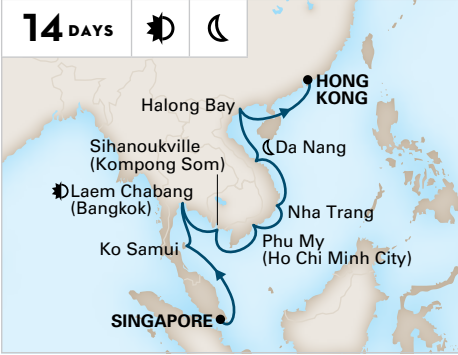 14 DAYS
HONG
KONG
Halong Bay
Sihanoukville
(Kompong Som)
Da Nang
Laem Chabang
(Bangkok)
Nha Trang
Ko Samui
Phu My
(Ho Chi Minh City)
SINGAPORE